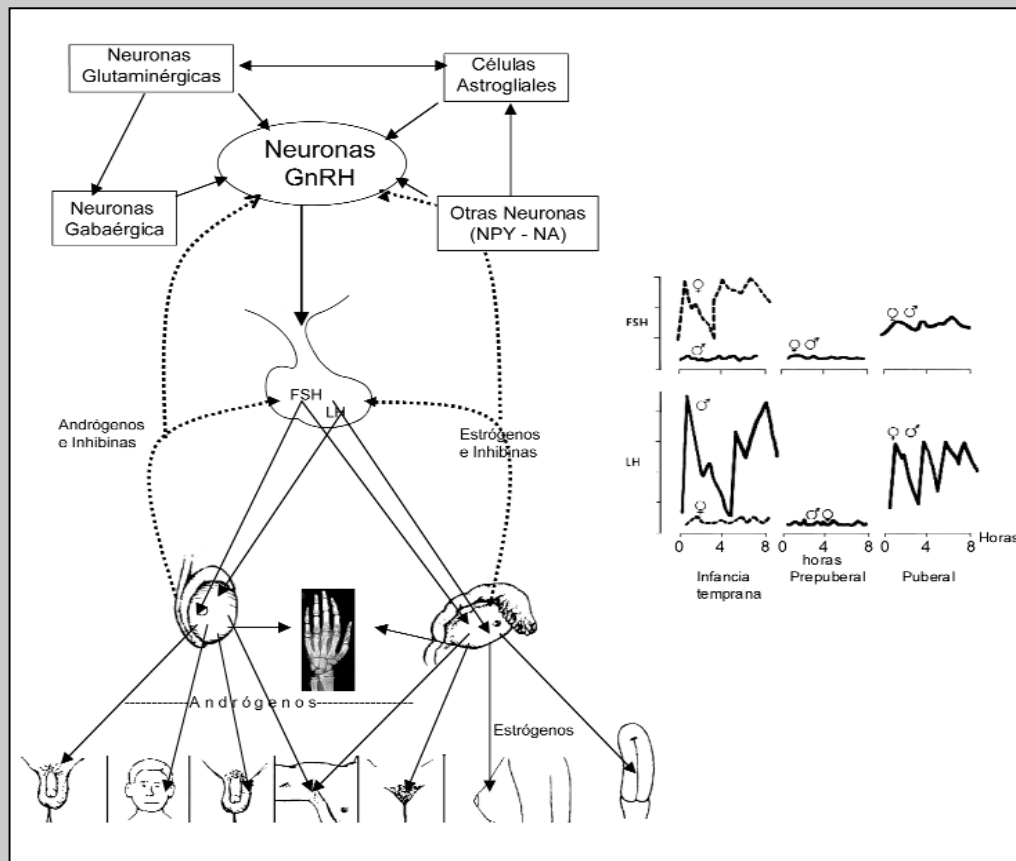 Neuronas
Glutaminérgicas
Células
Astrogliales
Neuronas
GnRH
Neuronas
Gabaérgica
Otras Neuronas
(NPY - NA)
FSH
LH
Andrógenos
e Inhibinas
Estrógenos
e Inhibinas
A n d r ó g e n o s
Estrógenos
FSH
♀
♂
♀ ♂
♀ ♂
LH
♂
♀
♂ ♀
♀ ♂
0 4 8
0 4 8
0 4 8
Horas
horas
Infancia
temprana
Prepuberal
Puberal